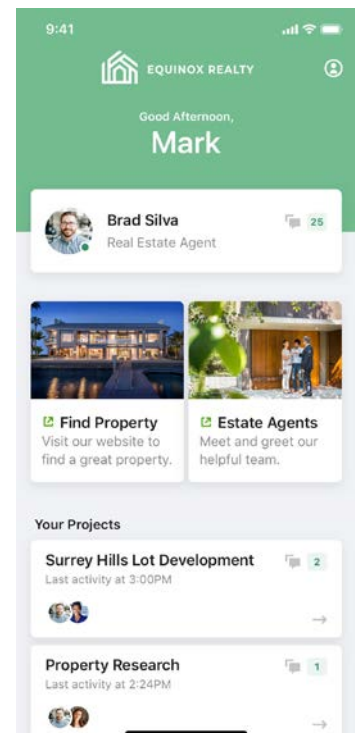 9:41
EQUINOX REALTY
Good Afternoon,
Mark
Brad Silva
25
Real Estate Agent
Find Property
Visit our website to
find a great property.
Estate Agents
Meet and greet our
helpful team.
Your Projects
Surrey Hills Lot Development
2
Last activity at 3:00PM
Property Research
1
Last activity at 2:24PM